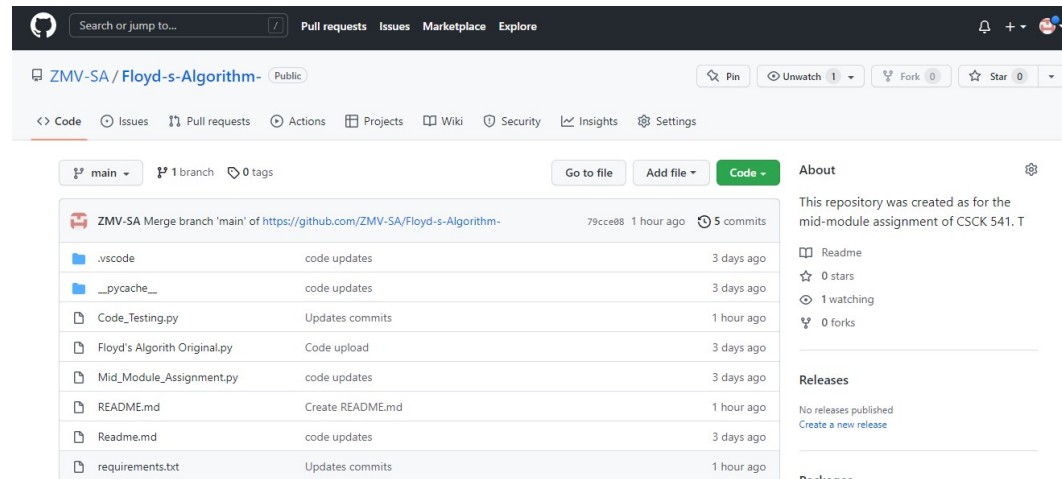 Search or jump to... / Pull requests Issues Marketplace Explore
ZMV-SA / Floyd-s-Algorithm- Public Pin Unwatch 1 Fork 0 Star 0
<> Code Issues Pull requests Actions Projects Wiki Security Insights Settings
main 1 branch 0 tags Go to file Add file Code
ZMV-SA Merge branch 'main' of https://github.com/ZMV-SA/Floyd-s-Algorithm- 79cce08 1 hour ago 5 commits
.vscode code updates 3 days ago
__pycache__ code updates 3 days ago
Code_Testing.py Updates commits 1 hour ago
Floyd's Algorith Original.py Code upload 3 days ago
Mid_Module_Assignment.py code updates 3 days ago
README.md Create README.md 1 hour ago
Readme.md code updates 3 days ago
requirements.txt Updates commits 1 hour ago
About
This repository was created as for the
mid-module assignment of CSCK 541. T
Readme
0 stars
1 watching
0 forks
Releases
No releases published
Create a new release